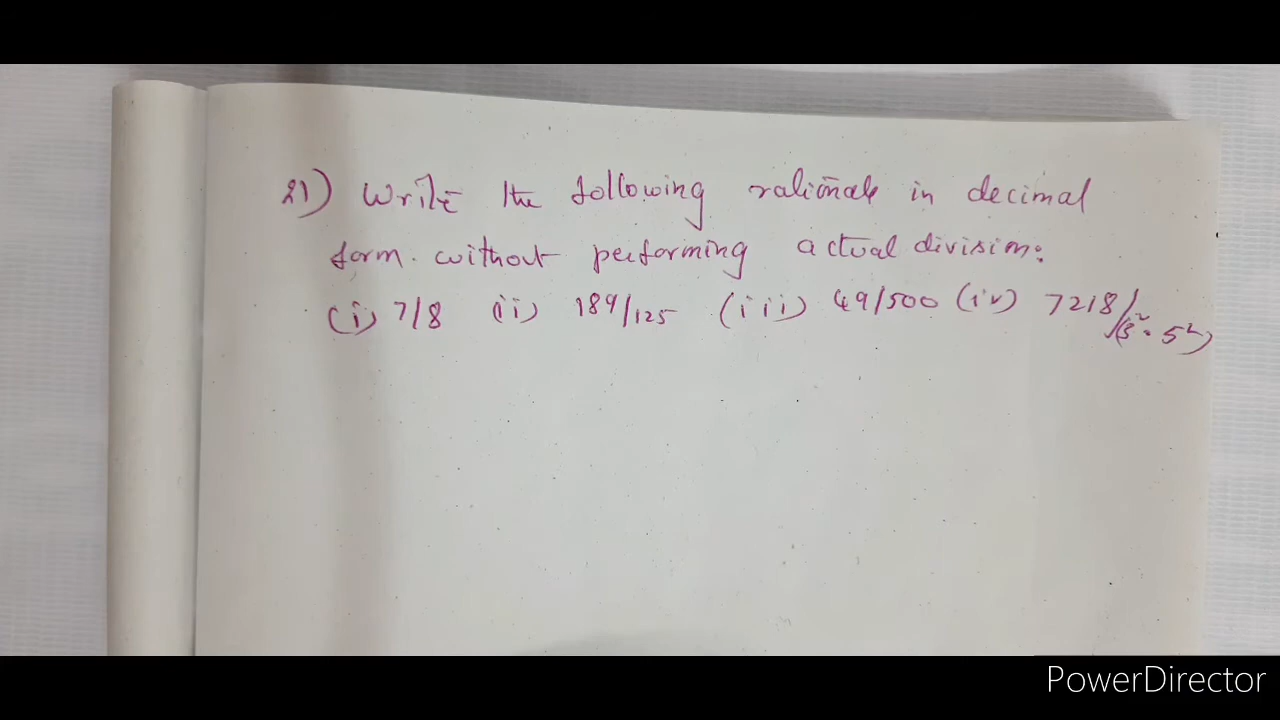 21) Write the following rationals in decimal
form without performing actual division:
(i) 7/8 (ii) 189/125 (iii) 49/500 (iv) 7218/(3². 5²)
PowerDirector